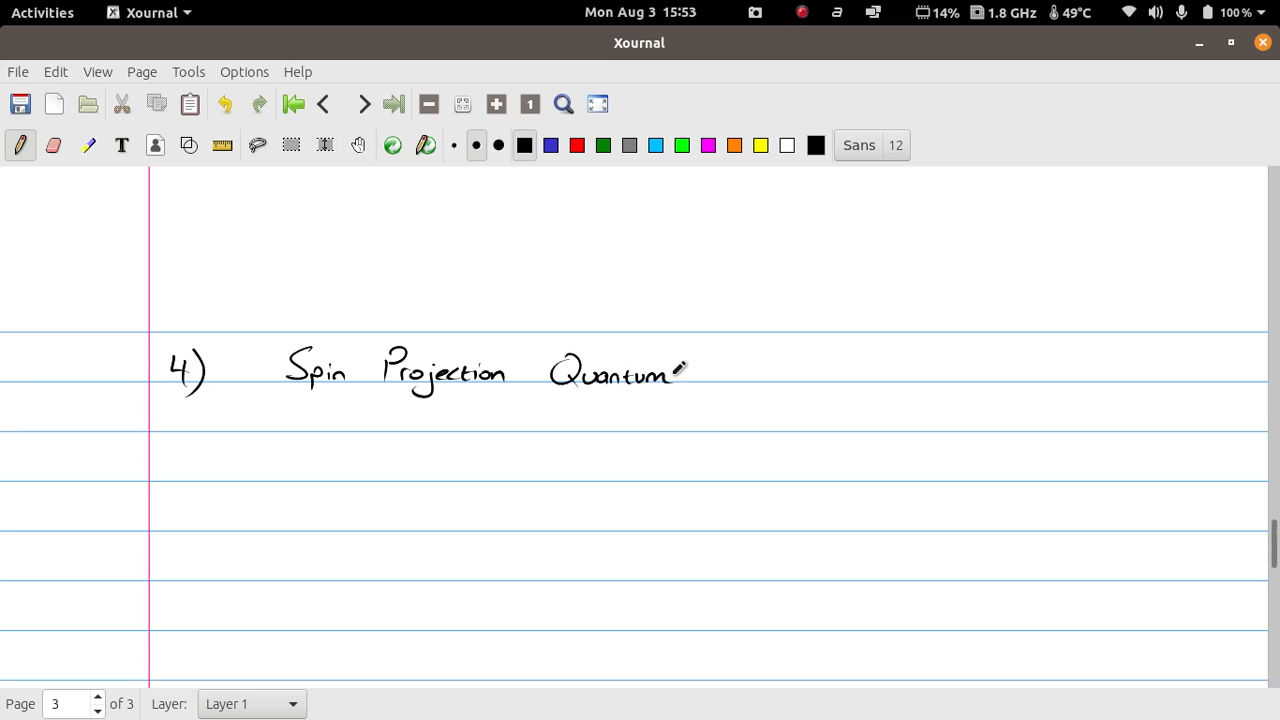 Activities Xournal Mon Aug 3 15:53 a 14% 1.8 GHz 49°C 100 %
Xournal
File Edit View Page Tools Options Help
1
T Sans 12
4) Spin Projection Quantum
Page 3 of 3 Layer: Layer 1